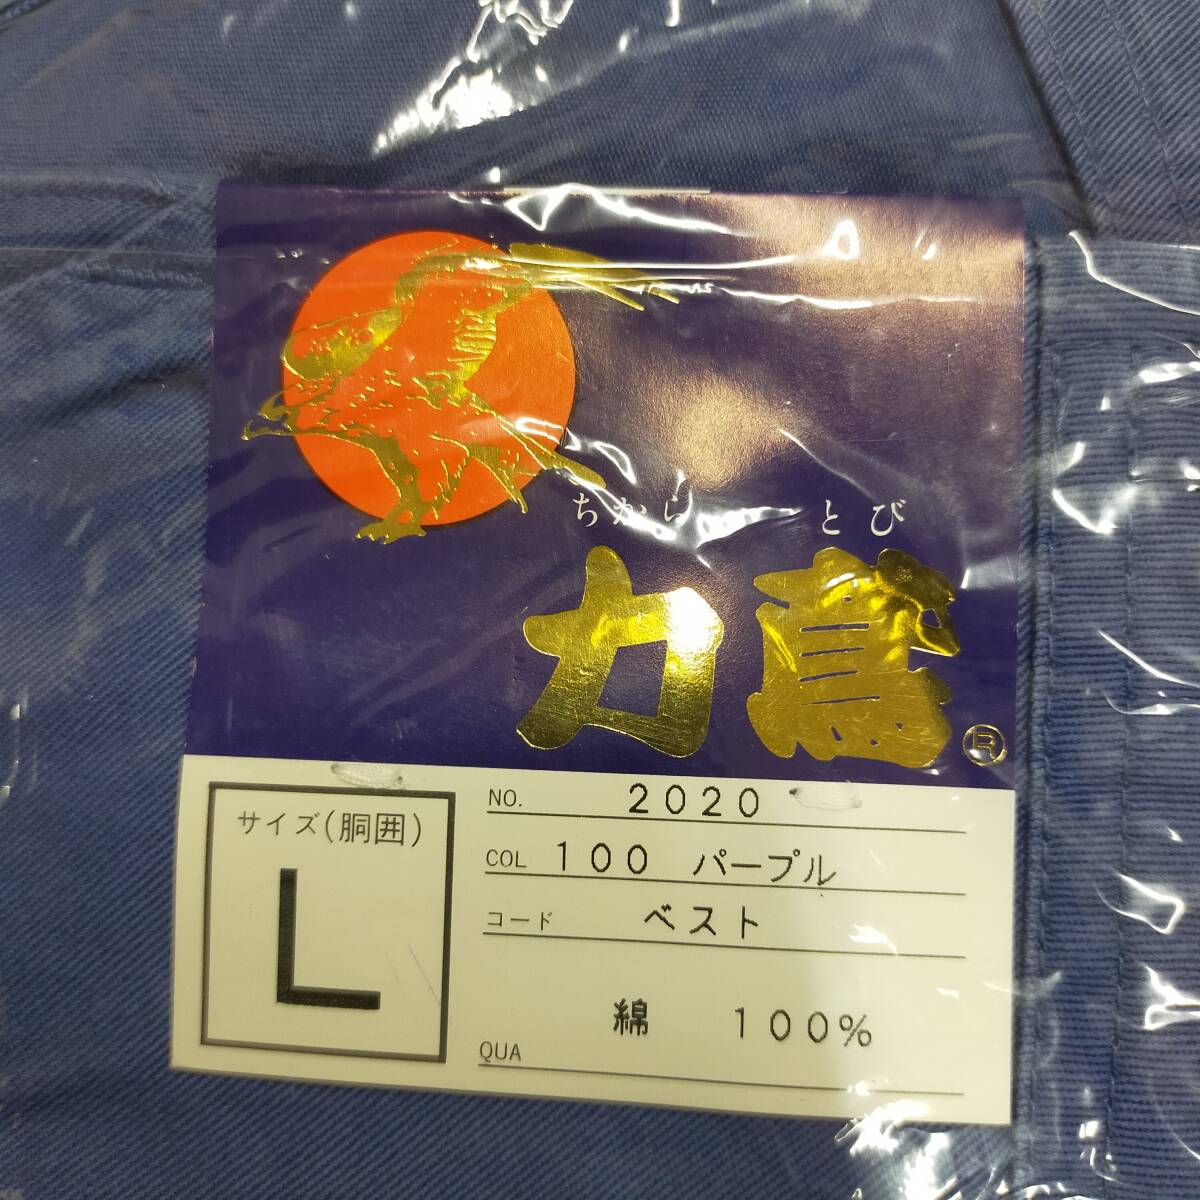 ちから とび
力鳶®
サイズ(胴囲)
L
NO. 2020
COL 100 パープル
コード ベスト
綿 100%
QUA